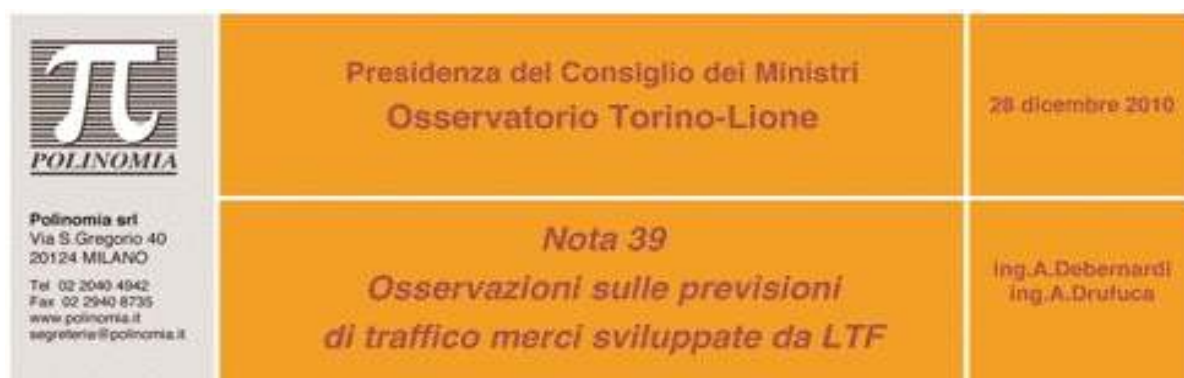 π
POLINOMIA
Polinomia srl
Via S.Gregorio 40
20124 MILANO
Tel 02 2040 4942
Fax 02 2940 8735
www.polinomia.it
segreteria@polinomia.it
Presidenza del Consiglio dei Ministri
Osservatorio Torino-Lione
28 dicembre 2010
Nota 39
Osservazioni sulle previsioni
di traffico merci sviluppate da LTF
ing.A.Debernardi
ing.A.Drufuca